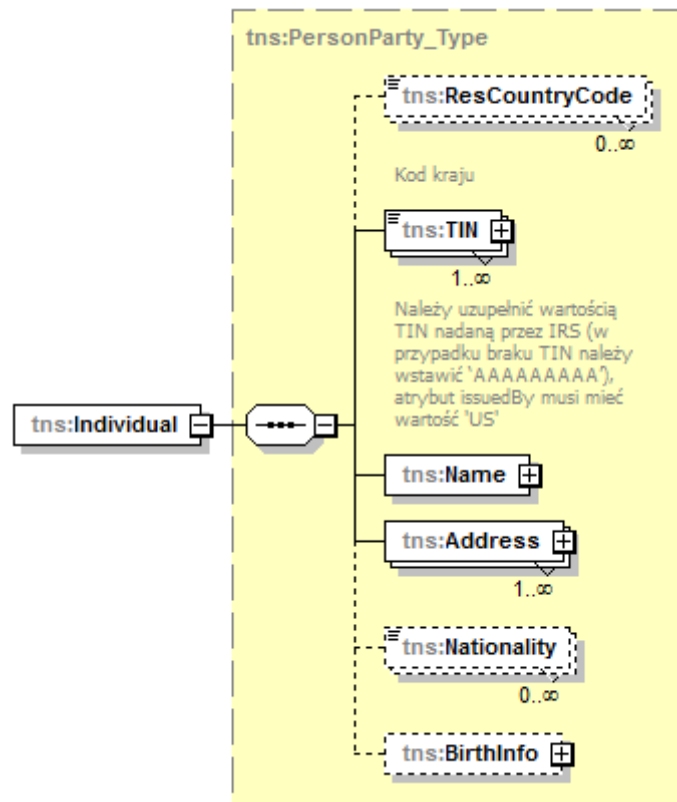 tns:PersonParty_Type
tns:ResCountryCode
0..∞
Kod kraju
tns:TIN
1..∞
Należy uzupełnić wartością
TIN nadaną przez IRS (w
przypadku braku TIN należy
wstawić 'AAAAAAAAA'),
atrybut issuedBy musi mieć
wartość 'US'
tns:Individual
tns:Name
tns:Address
1..∞
tns:Nationality
0..∞
tns:BirthInfo